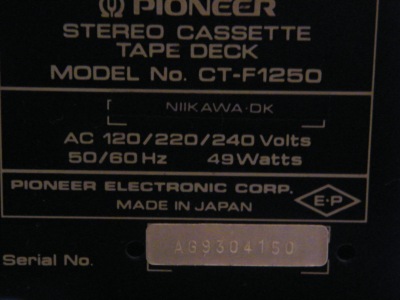 PIONEER
STEREO CASSETTE
TAPE DECK
MODEL No. CT-F1250
NIIKAWA·DK
AC 120/220/240 Volts
50/60 Hz 49 Watts
PIONEER ELECTRONIC CORP.
MADE IN JAPAN
E·P
Serial No. AG9304150